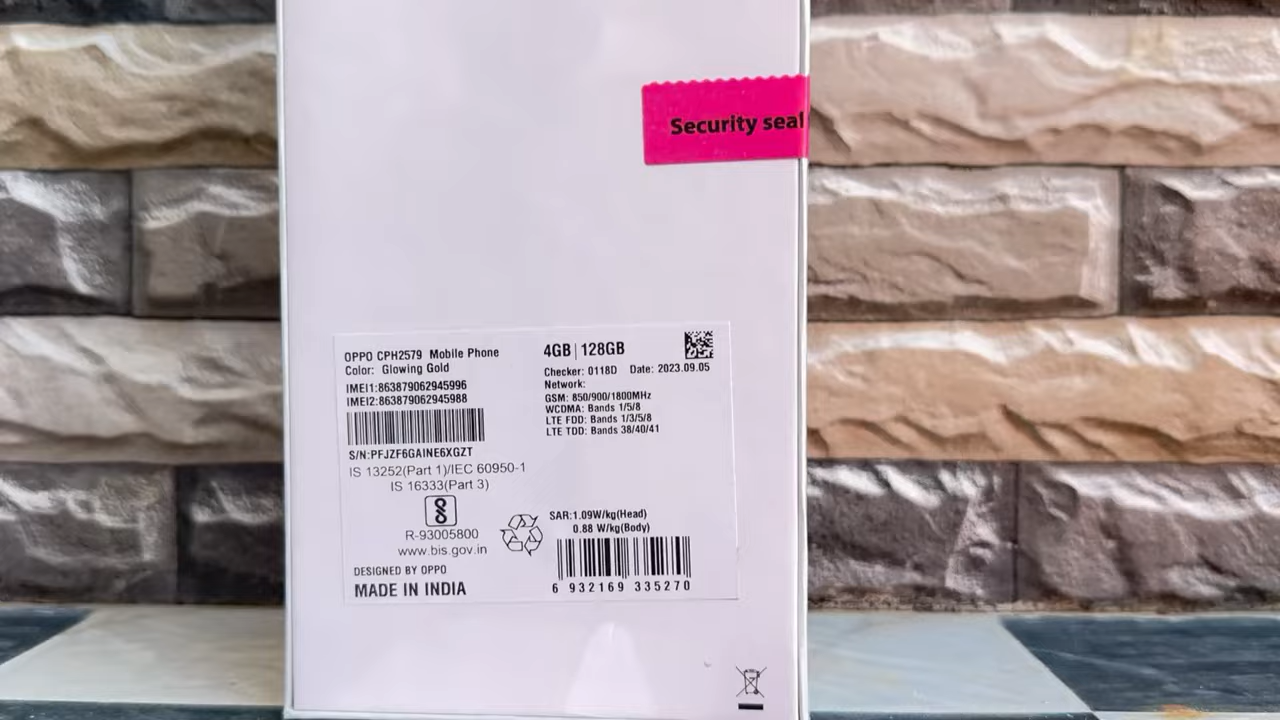 Security seal
OPPO CPH2579 Mobile Phone
Color: Glowing Gold
IMEI1:863879062945996
IMEI2:863879062945988
S/N:PFJZF6GAINE6XGZT
IS 13252(Part 1)/IEC 60950-1
IS 16333(Part 3)
R-93005800
www.bis.gov.in
DESIGNED BY OPPO
MADE IN INDIA
4GB | 128GB
Checker: 0118D Date: 2023.09.05
Network:
GSM: 850/900/1800MHz
WCDMA: Bands 1/5/8
LTE FDD: Bands 1/3/5/8
LTE TDD: Bands 38/40/41
SAR:1.09W/kg(Head)
0.88 W/kg(Body)
6 932169 335270